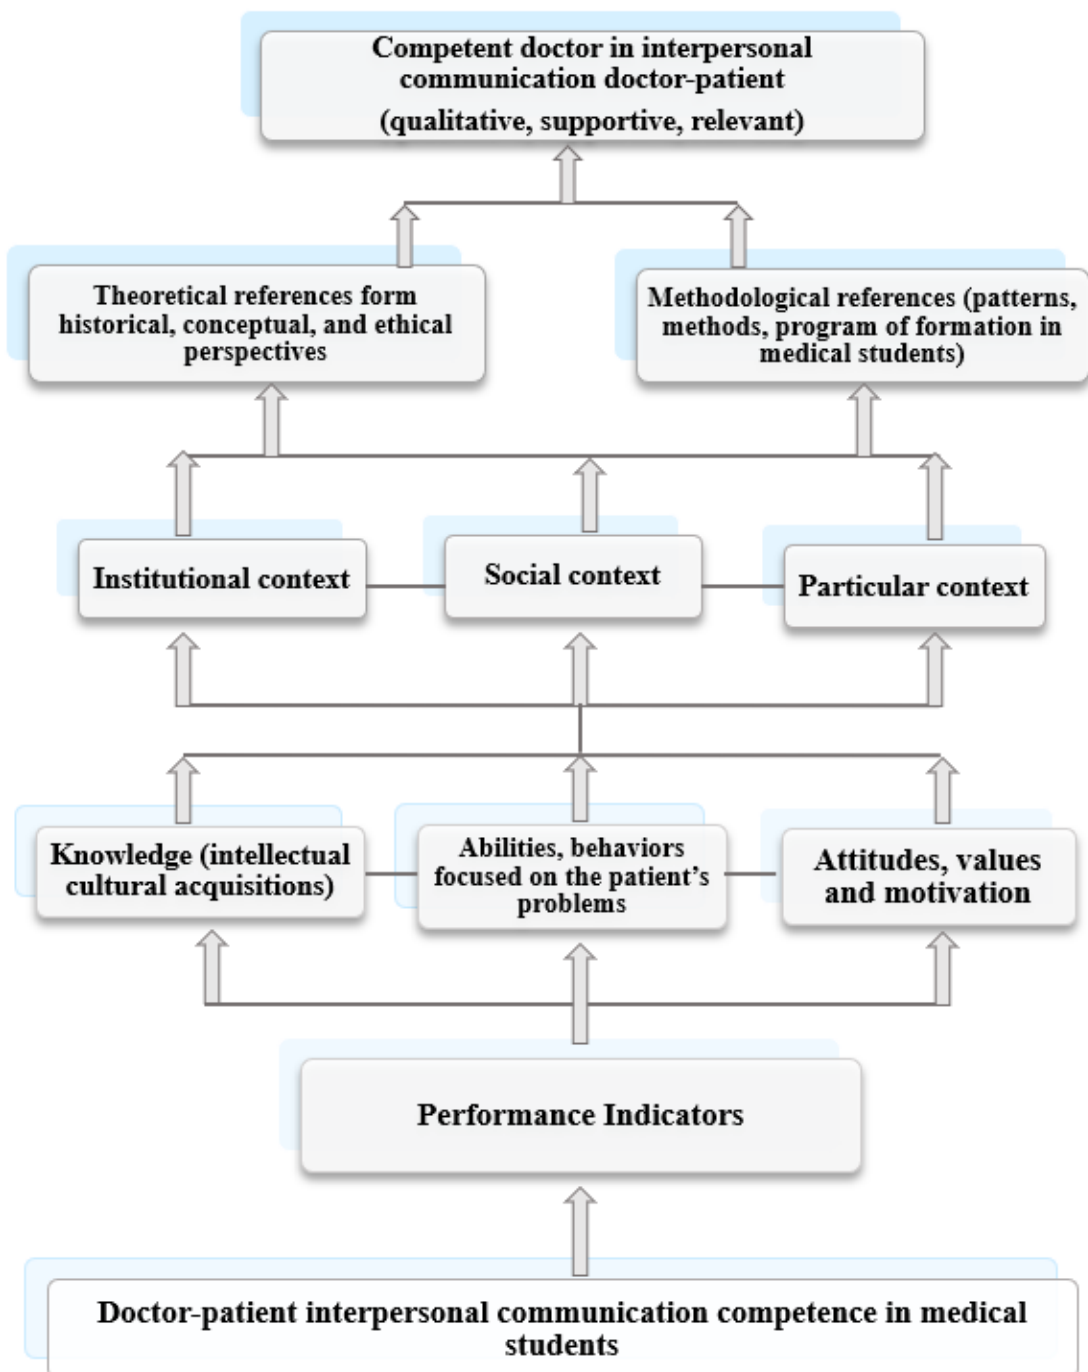 Competent doctor in interpersonal
communication doctor-patient
(qualitative, supportive, relevant)
Theoretical references form
historical, conceptual, and ethical
perspectives
Methodological references (patterns,
methods, program of formation in
medical students)
Institutional context
Social context
Particular context
Knowledge (intellectual
cultural acquisitions)
Abilities, behaviors
focused on the patient’s
problems
Attitudes, values
and motivation
Performance Indicators
Doctor-patient interpersonal communication competence in medical
students